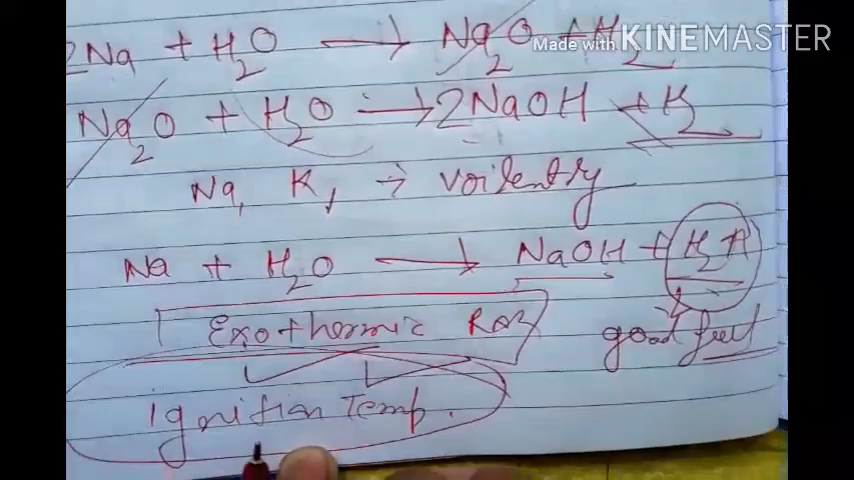 2Na + H2O → Na2O + H2
Made with KINEMASTER
Na2O + H2O → 2NaOH + H2
Na, K, → voilently
Na + H2O → NaOH + H2↑
Exothermic Rxn
good fuel
ignition Temp.